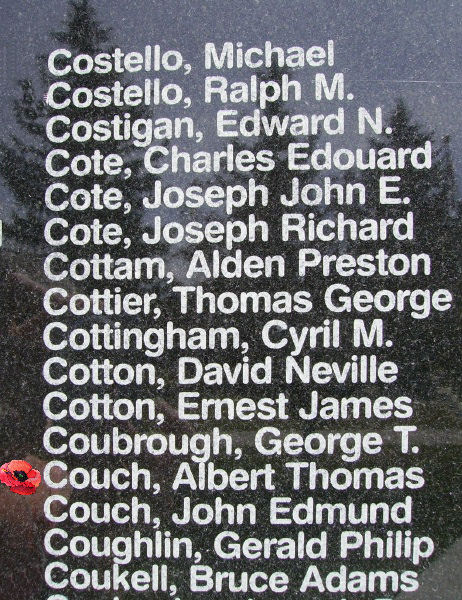 Costello, Michael
Costello, Ralph M.
Costigan, Edward N.
Cote, Charles Edouard
Cote, Joseph John E.
Cote, Joseph Richard
Cottam, Alden Preston
Cottier, Thomas George
Cottingham, Cyril M.
Cotton, David Neville
Cotton, Ernest James
Coubrough, George T.
Couch, Albert Thomas
Couch, John Edmund
Coughlin, Gerald Philip
Coukell, Bruce Adams